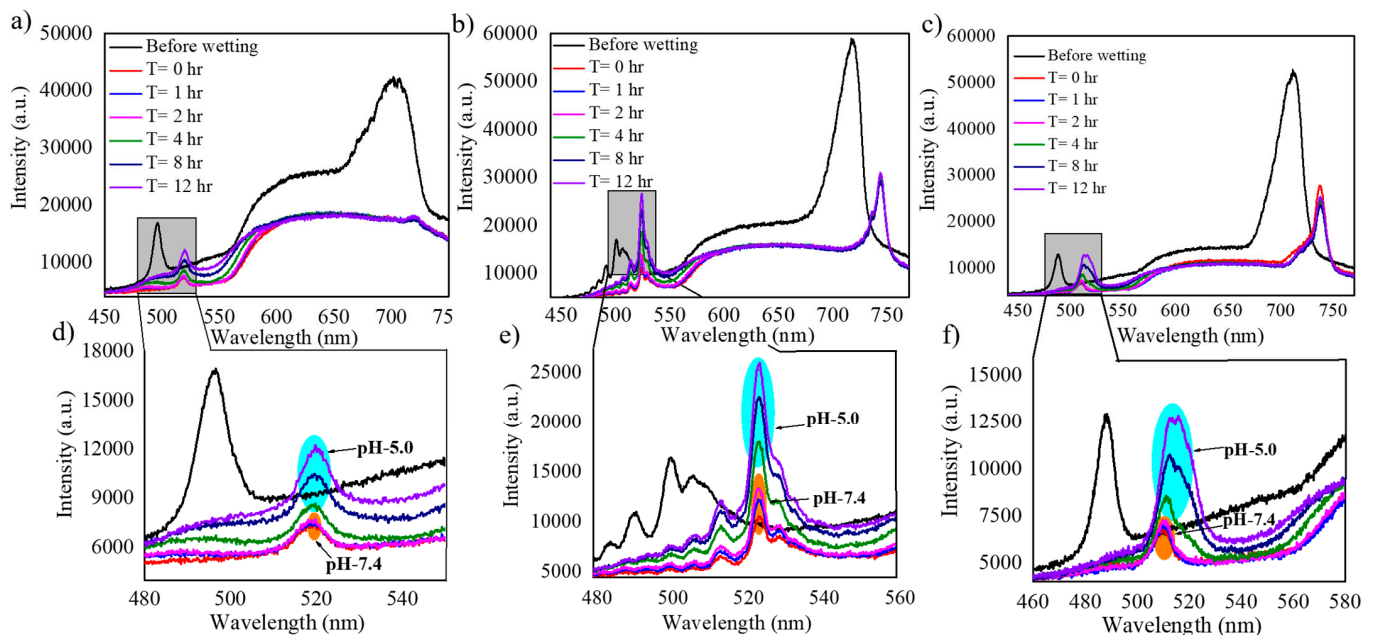 a)
50000
40000
30000
20000
10000
Intensity (a.u.)
Before wetting
T= 0 hr
T= 1 hr
T= 2 hr
T= 4 hr
T= 8 hr
T= 12 hr
450 500 550 600 650 700 750
Wavelength (nm)
b)
60000
50000
40000
30000
20000
10000
Intensity (a.u.)
Before wetting
T= 0 hr
T= 1 hr
T= 2 hr
T= 4 hr
T= 8 hr
T= 12 hr
450 500 550 600 650 700 750
Wavelength (nm)
c)
60000
50000
40000
30000
20000
10000
Intensity (a.u.)
Before wetting
T= 0 hr
T= 1 hr
T= 2 hr
T= 4 hr
T= 8 hr
T= 12 hr
450 500 550 600 650 700 750
Wavelength (nm)
d)
18000
15000
12000
9000
6000
Intensity (a.u.)
pH-5.0
pH-7.4
480 500 520 540
Wavelength (nm)
e)
25000
20000
15000
10000
5000
Intensity (a.u.)
pH-5.0
pH-7.4
480 500 520 540 560
Wavelength (nm)
f)
15000
12500
10000
7500
5000
Intensity (a.u.)
pH-5.0
pH-7.4
460 480 500 520 540 560 580
Wavelength (nm)